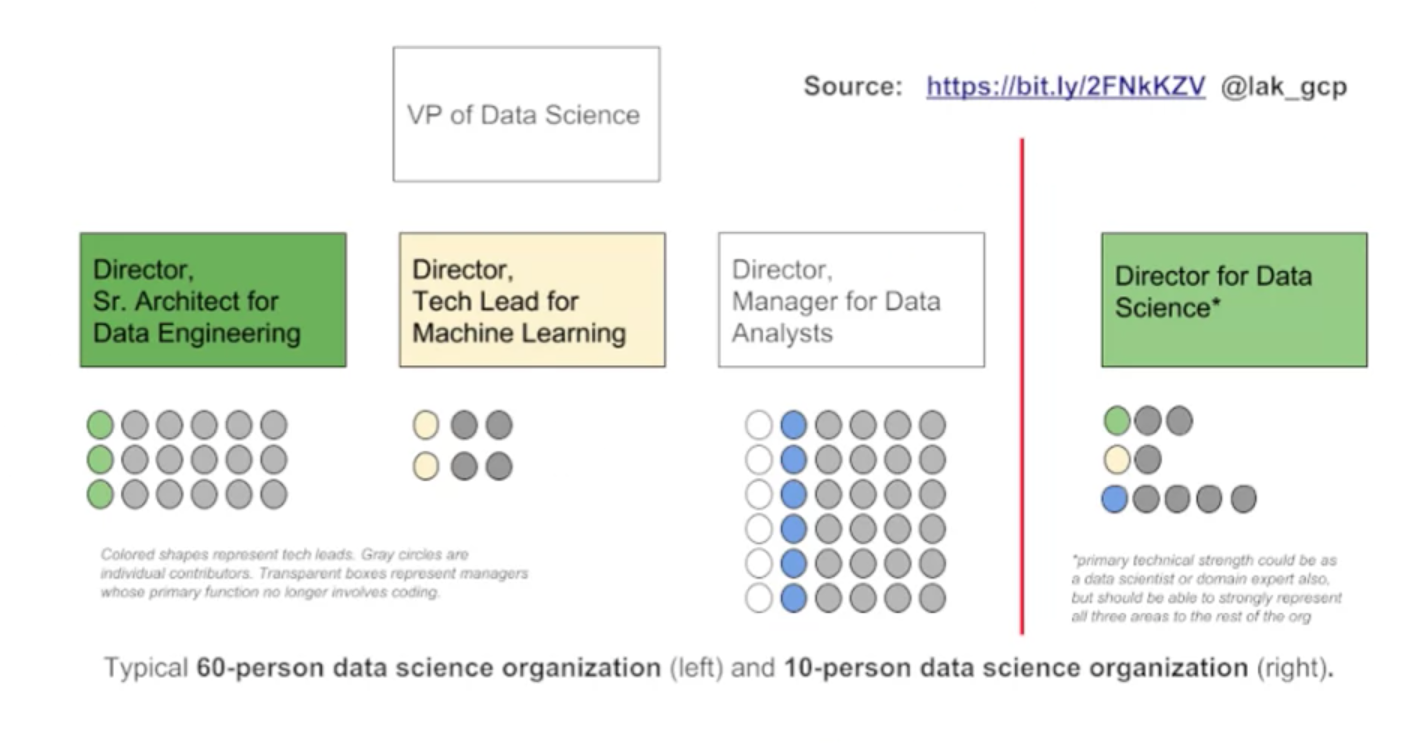 VP of Data Science
Source: https://bit.ly/2FNkKZV @lak_gcp
Director,
Sr. Architect for
Data Engineering
Director,
Tech Lead for
Machine Learning
Director,
Manager for Data
Analysts
Director for Data
Science*
Colored shapes represent tech leads. Gray circles are
individual contributors. Transparent boxes represent managers
whose primary function no longer involves coding.
*primary technical strength could be as
a data scientist or domain expert also,
but should be able to strongly represent
all three areas to the rest of the org
Typical 60-person data science organization (left) and 10-person data science organization (right).